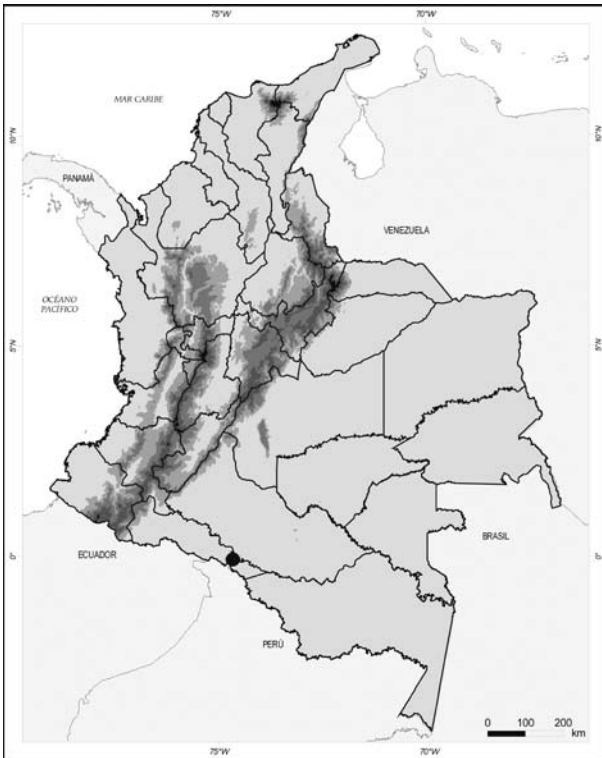 75°W 70°W
MAR CARIBE
10°N 10°N
PANAMÁ
VENEZUELA
OCÉANO
PACÍFICO
5°N 5°N
0° 0°
ECUADOR
BRASIL
PERÚ
0 100 200
km
75°W 70°W